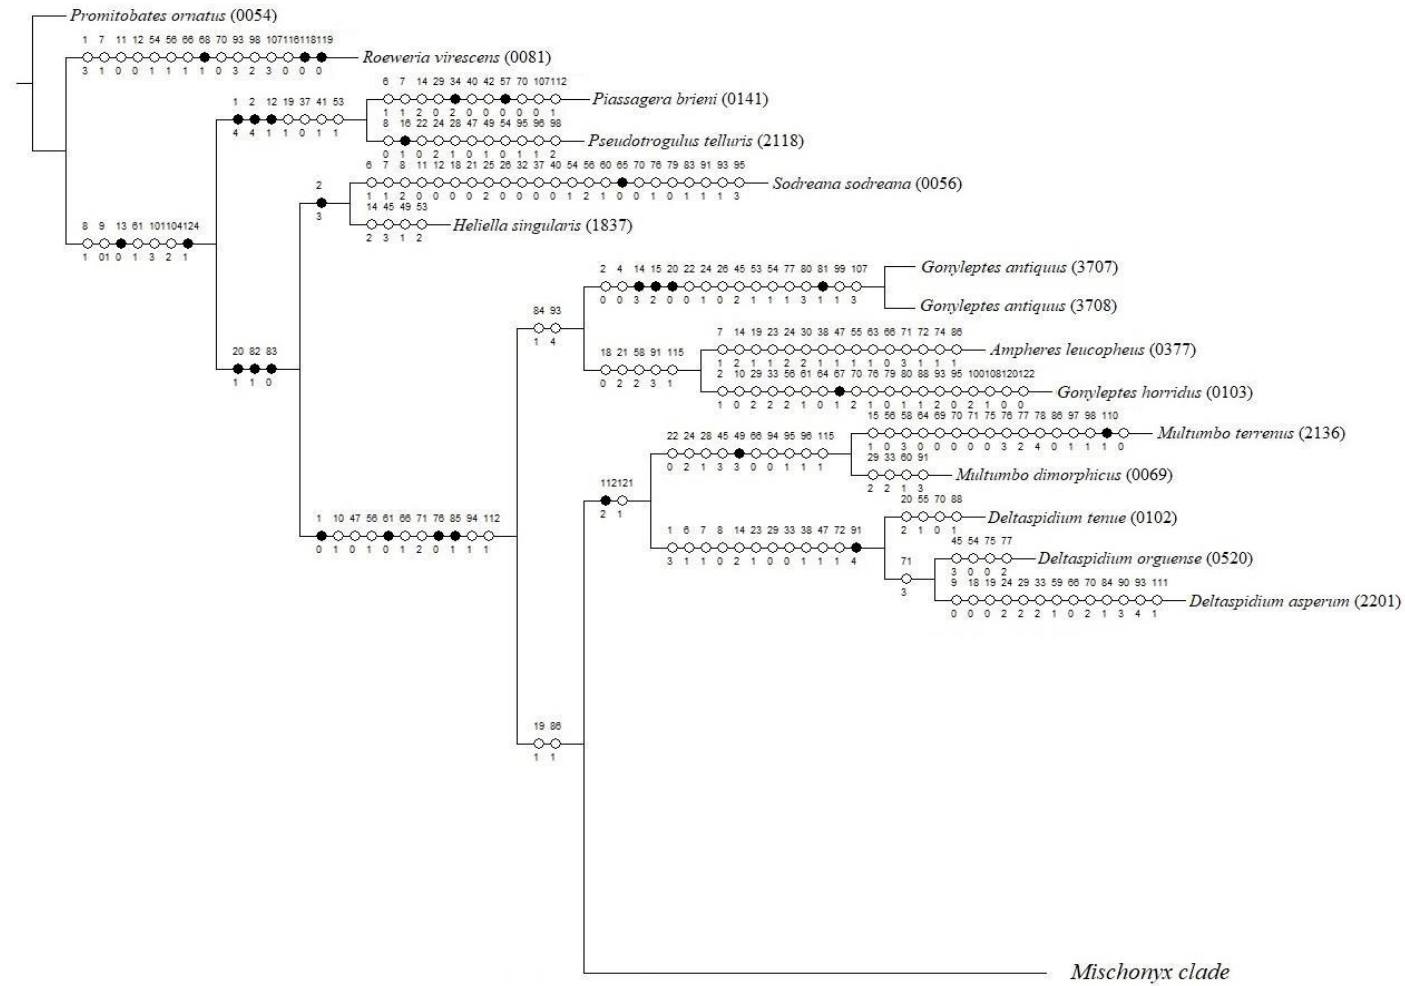 Promitobates ornatus (0054)
1 7 11 12 54 56 66 68 70 93 98 107116118119
Roeweria virescens (0081)
3 1 0 0 1 1 1 1 0 3 2 3 0 0 0
6 7 14 29 34 40 42 57 70 107112
Piassagera brieni (0141)
1 1 2 0 2 0 0 0 0 0 1
1 2 12 19 37 41 53
4 4 1 1 0 1 1
8 16 22 24 28 47 49 54 95 96 98
Pseudotrogulus telluris (2118)
0 1 0 2 1 0 1 0 1 1 2
6 7 8 11 12 18 21 25 26 32 37 40 54 56 60 65 70 76 79 83 91 93 95
Sodreana sodreana (0056)
1 1 2 0 0 0 0 2 0 0 0 0 1 2 1 0 0 1 0 1 1 1 3
2
3
14 45 49 53
Heliella singularis (1837)
2 3 1 2
8 9 13 61 101104124
1 01 0 1 3 2 1
2 4 14 15 20 22 24 26 45 53 54 77 80 81 99 107
Gonyleptes antiquus (3707)
0 0 3 2 0 0 1 0 2 1 1 1 3 1 1 3
Gonyleptes antiquus (3708)
84 93
1 4
7 14 19 23 24 30 38 47 55 63 66 71 72 74 86
Ampheres leucopheus (0377)
1 2 1 1 2 2 1 1 1 1 0 3 1 1 1
18 21 58 91 115
0 2 2 3 1
20 82 83
1 1 0
2 10 29 33 56 61 64 67 70 76 79 80 88 93 95 100108120122
Gonyleptes horridus (0103)
1 0 2 2 2 1 0 1 2 1 0 1 1 2 0 2 1 0 0
15 56 58 64 69 70 71 75 76 77 78 86 97 98 110
Multumbo terrenus (2136)
1 0 3 0 0 0 0 0 3 2 4 0 1 1 1 0
22 24 28 45 49 66 94 95 96 115
0 2 1 3 3 0 0 1 1 1
29 33 60 91
Multumbo dimorphicus (0069)
2 2 1 3
112121
2 1
20 55 70 88
Deltaspidium tenue (0102)
2 1 0 1
1 10 47 56 61 66 71 76 85 94 112
0 1 0 1 0 1 2 0 1 1 1
1 6 7 8 14 23 29 33 38 47 72 91
3 1 1 0 2 1 0 0 1 1 1 4
45 54 75 77
Deltaspidium orguense (0520)
3 0 0 2
71
3
9 18 19 24 29 33 59 66 70 84 90 93 111
Deltaspidium asperum (2201)
0 0 0 2 2 2 1 0 2 1 3 4 1
19 86
1 1
Mischonyx clade